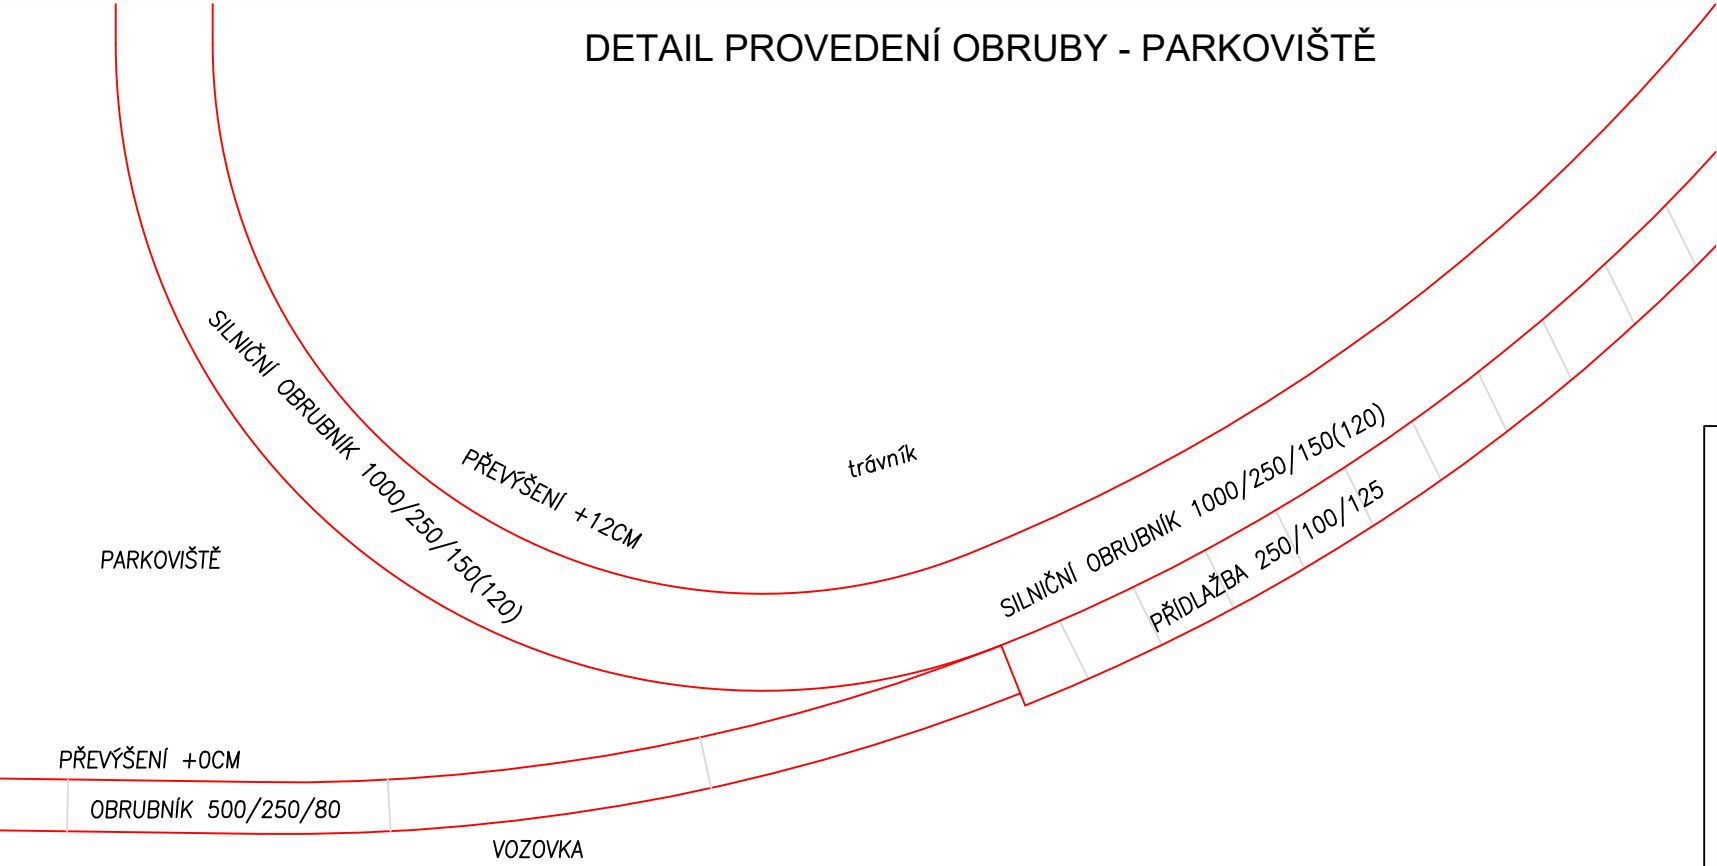 DETAIL PROVEDENÍ OBRUBY - PARKOVIŠTĚ
SILNIČNÍ OBRUBNÍK 1000/250/150(120)
PŘEVÝŠENÍ +12CM
trávník
SILNIČNÍ OBRUBNÍK 1000/250/150(120)
PŘÍDLAŽBA 250/100/125
PARKOVIŠTĚ
PŘEVÝŠENÍ +0CM
OBRUBNÍK 500/250/80
VOZOVKA